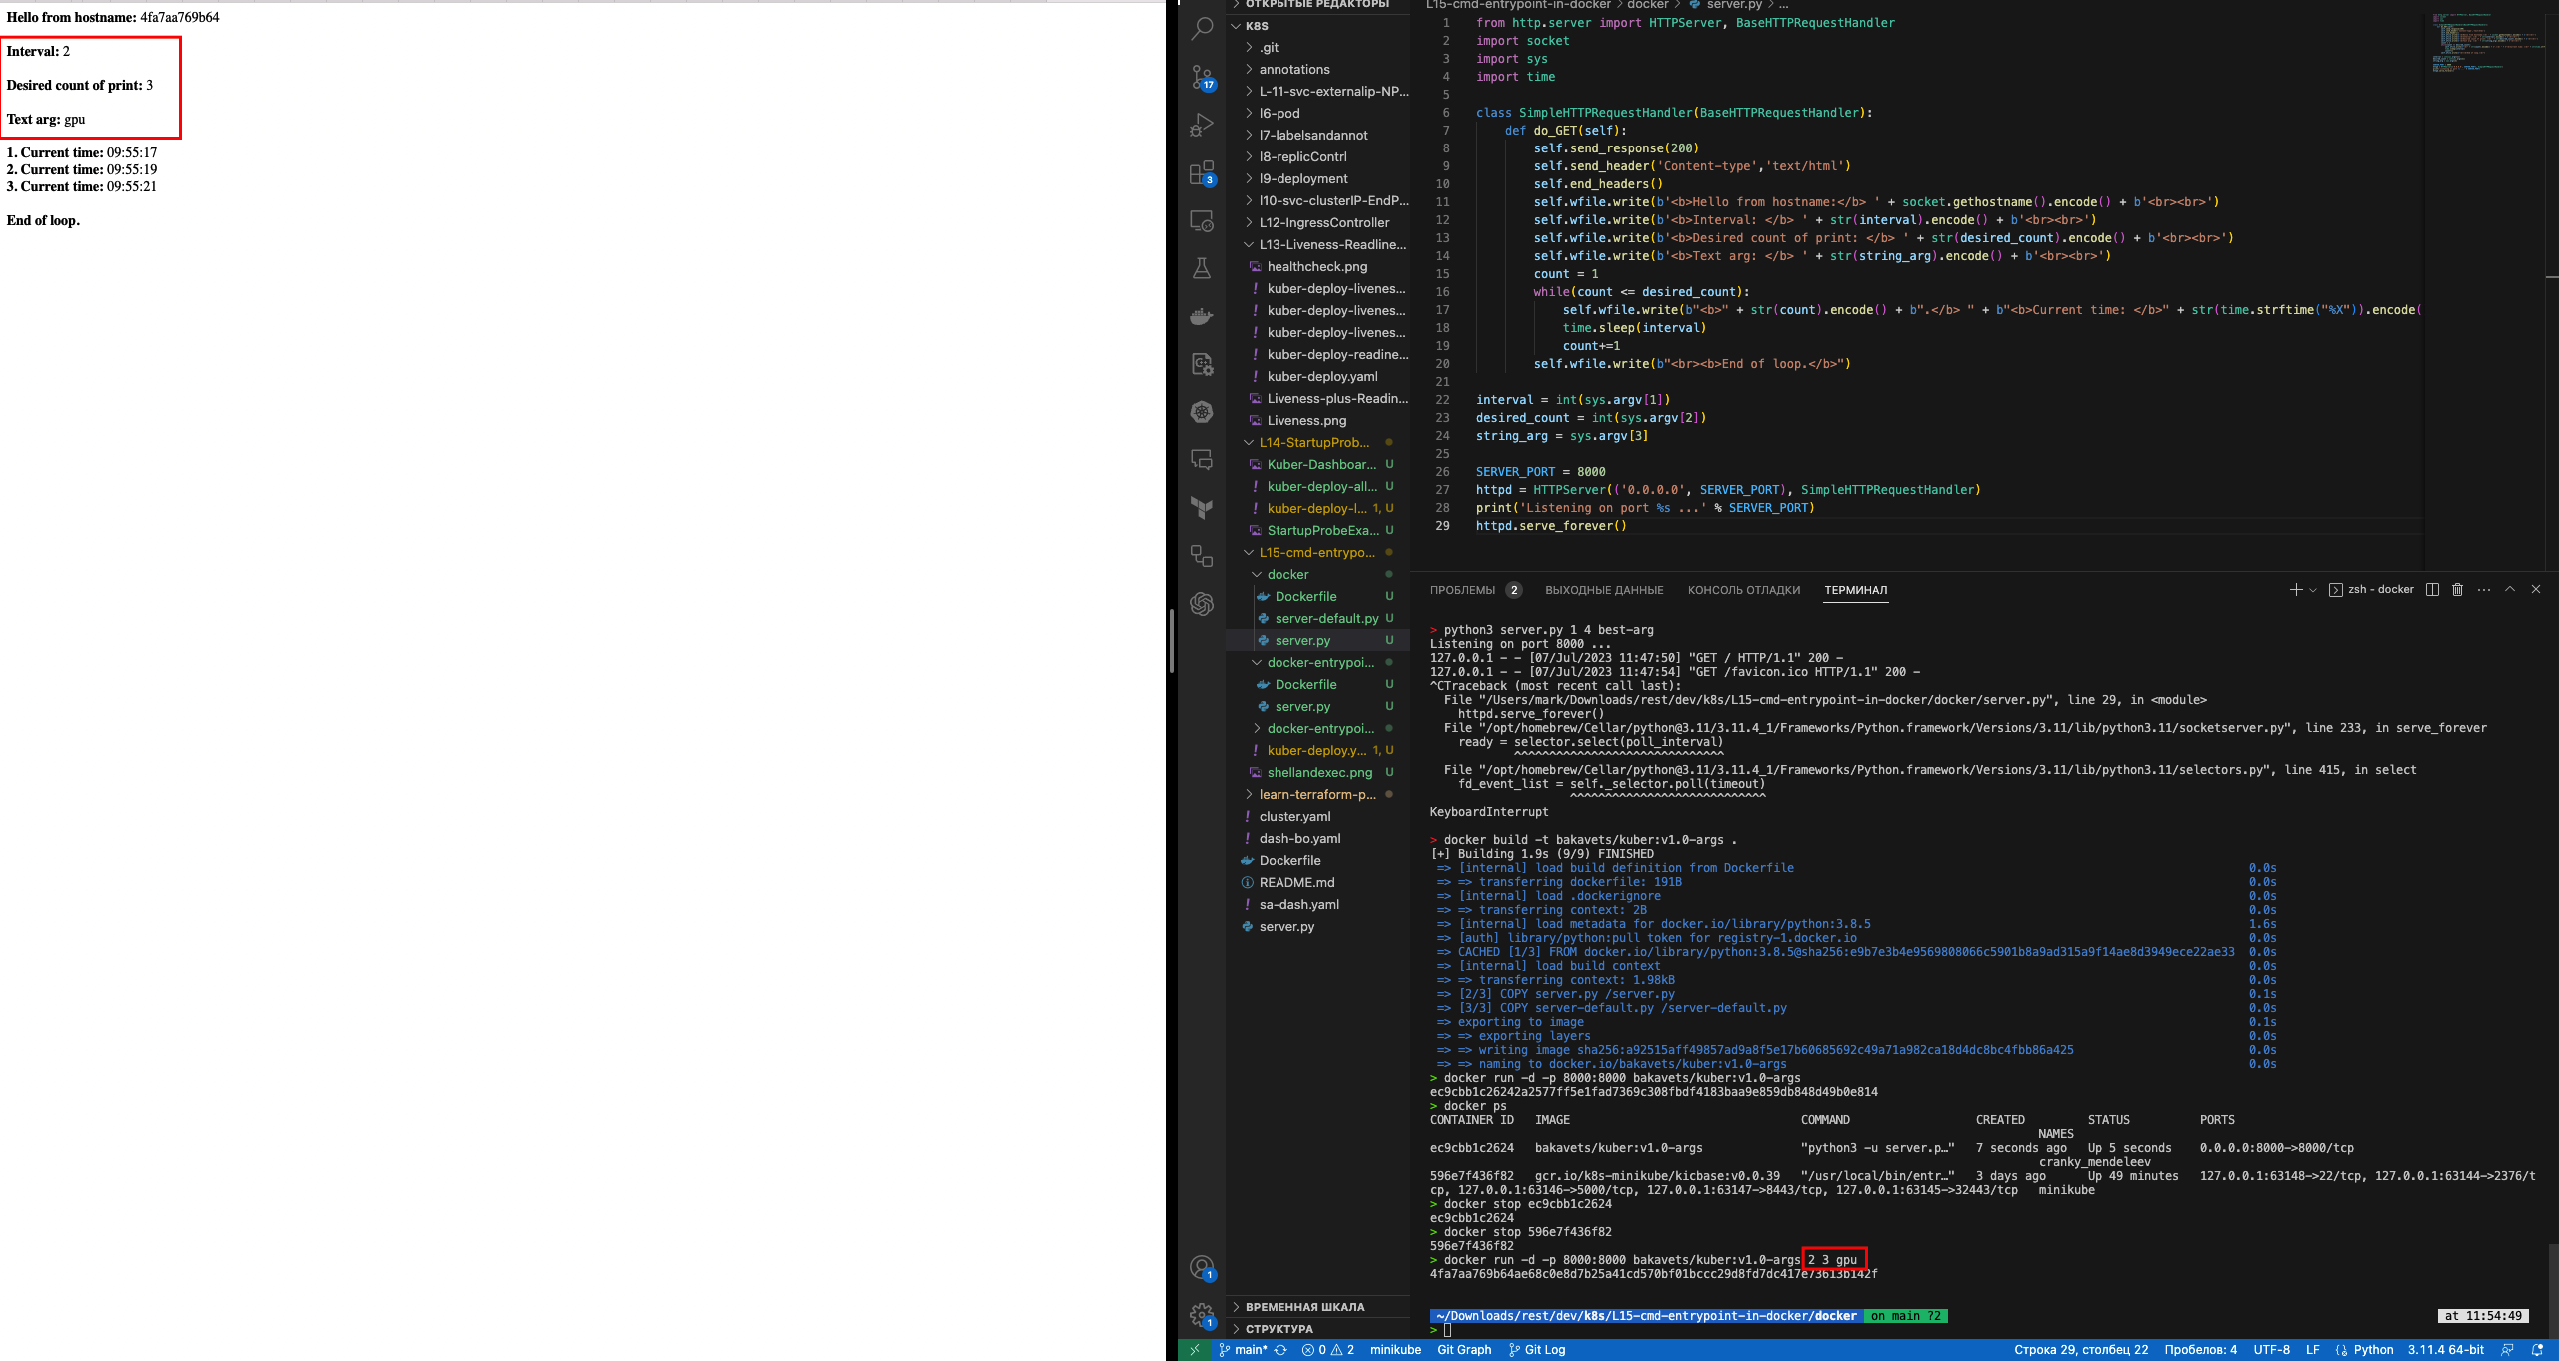 Hello from hostname: 4fa7aa769b64
Interval: 2
Desired count of print: 3
Text arg: gpu
1. Current time: 09:55:17
2. Current time: 09:55:19
3. Current time: 09:55:21
End of loop.
17
3
1
1
ОТКРЫТЫЕ РЕДАКТОРЫ
K8S
.git
annotations
L-11-svc-externalip-NP...
l6-pod
l7-labelsandannot
l8-replicContrl
l9-deployment
l10-svc-clusterIP-EndP...
L12-IngressController
L13-Liveness-Readline...
healthcheck.png
! kuber-deploy-livenes...
! kuber-deploy-livenes...
! kuber-deploy-livenes...
! kuber-deploy-readine...
! kuber-deploy.yaml
Liveness-plus-Readin...
Liveness.png
L14-StartupProb...
Kuber-Dashboar... U
! kuber-deploy-all... U
! kuber-deploy-l... 1, U
StartupProbeExa... U
L15-cmd-entrypo...
docker
Dockerfile U
server-default.py U
server.py U
docker-entrypoi...
Dockerfile U
server.py U
docker-entrypoi...
! kuber-deploy.y... 1, U
shellandexec.png U
learn-terraform-p...
! cluster.yaml
! dash-bo.yaml
Dockerfile
README.md
! sa-dash.yaml
server.py
ВРЕМЕННАЯ ШКАЛА
СТРУКТУРА
L15-cmd-entrypoint-in-docker > docker > server.py > ...
1 from http.server import HTTPServer, BaseHTTPRequestHandler
2 import socket
3 import sys
4 import time
5
6 class SimpleHTTPRequestHandler(BaseHTTPRequestHandler):
7 def do_GET(self):
8 self.send_response(200)
9 self.send_header('Content-type','text/html')
10 self.end_headers()
11 self.wfile.write(b'<b>Hello from hostname:</b> ' + socket.gethostname().encode() + b'<br><br>')
12 self.wfile.write(b'<b>Interval: </b> ' + str(interval).encode() + b'<br><br>')
13 self.wfile.write(b'<b>Desired count of print: </b> ' + str(desired_count).encode() + b'<br><br>')
14 self.wfile.write(b'<b>Text arg: </b> ' + str(string_arg).encode() + b'<br><br>')
15 count = 1
16 while(count <= desired_count):
17 self.wfile.write(b"<b>" + str(count).encode() + b".</b> " + b"<b>Current time: </b>" + str(time.strftime("%X")).encode(
18 time.sleep(interval)
19 count+=1
20 self.wfile.write(b"<br><b>End of loop.</b>")
21
22 interval = int(sys.argv[1])
23 desired_count = int(sys.argv[2])
24 string_arg = sys.argv[3]
25
26 SERVER_PORT = 8000
27 httpd = HTTPServer(('0.0.0.0', SERVER_PORT), SimpleHTTPRequestHandler)
28 print('Listening on port %s ...' % SERVER_PORT)
29 httpd.serve_forever()
ПРОБЛЕМЫ 2 ВЫХОДНЫЕ ДАННЫЕ КОНСОЛЬ ОТЛАДКИ ТЕРМИНАЛ zsh - docker
> python3 server.py 1 4 best-arg
Listening on port 8000 ...
127.0.0.1 - - [07/Jul/2023 11:47:50] "GET / HTTP/1.1" 200 -
127.0.0.1 - - [07/Jul/2023 11:47:54] "GET /favicon.ico HTTP/1.1" 200 -
^CTraceback (most recent call last):
File "/Users/mark/Downloads/rest/dev/k8s/L15-cmd-entrypoint-in-docker/docker/server.py", line 29, in <module>
httpd.serve_forever()
File "/opt/homebrew/Cellar/python@3.11/3.11.4_1/Frameworks/Python.framework/Versions/3.11/lib/python3.11/socketserver.py", line 233, in serve_forever
ready = selector.select(poll_interval)
^^^^^^^^^^^^^^^^^^^^^^^^^^^^^^
File "/opt/homebrew/Cellar/python@3.11/3.11.4_1/Frameworks/Python.framework/Versions/3.11/lib/python3.11/selectors.py", line 415, in select
fd_event_list = self._selector.poll(timeout)
^^^^^^^^^^^^^^^^^^^^^^^^^^^^
KeyboardInterrupt
> docker build -t bakavets/kuber:v1.0-args .
[+] Building 1.9s (9/9) FINISHED
=> [internal] load build definition from Dockerfile 0.0s
=> => transferring dockerfile: 191B 0.0s
=> [internal] load .dockerignore 0.0s
=> => transferring context: 2B 0.0s
=> [internal] load metadata for docker.io/library/python:3.8.5 1.6s
=> [auth] library/python:pull token for registry-1.docker.io 0.0s
=> CACHED [1/3] FROM docker.io/library/python:3.8.5@sha256:e9b7e3b4e9569808066c5901b8a9ad315a9f14ae8d3949ece22ae33 0.0s
=> [internal] load build context 0.0s
=> => transferring context: 1.98kB 0.0s
=> [2/3] COPY server.py /server.py 0.1s
=> [3/3] COPY server-default.py /server-default.py 0.0s
=> exporting to image 0.1s
=> => exporting layers 0.0s
=> => writing image sha256:a92515aff49857ad9a8f5e17b60685692c49a71a982ca18d4dc8bc4fbb86a425 0.0s
=> => naming to docker.io/bakavets/kuber:v1.0-args 0.0s
> docker run -d -p 8000:8000 bakavets/kuber:v1.0-args
ec9cbb1c26242a2577ff5e1fad7369c308fbdf4183baa9e859db848d49b0e814
> docker ps
CONTAINER ID IMAGE COMMAND CREATED STATUS PORTS
NAMES
ec9cbb1c2624 bakavets/kuber:v1.0-args "python3 -u server.p…" 7 seconds ago Up 5 seconds 0.0.0.0:8000->8000/tcp
cranky_mendeleev
596e7f436f82 gcr.io/k8s-minikube/kicbase:v0.0.39 "/usr/local/bin/entr…" 3 days ago Up 49 minutes 127.0.0.1:63148->22/tcp, 127.0.0.1:63144->2376/t
cp, 127.0.0.1:63146->5000/tcp, 127.0.0.1:63147->8443/tcp, 127.0.0.1:63145->32443/tcp minikube
> docker stop ec9cbb1c2624
ec9cbb1c2624
> docker stop 596e7f436f82
596e7f436f82
> docker run -d -p 8000:8000 bakavets/kuber:v1.0-args 2 3 gpu
4fa7aa769b64ae68c0e8d7b25a41cd570bf01bccc29d8fd7dc417e73613b142f
~/Downloads/rest/dev/k8s/L15-cmd-entrypoint-in-docker/docker on main ?2 at 11:54:49
>
main* 0 2 minikube Git Graph Git Log Строка 29, столбец 22 Пробелов: 4 UTF-8 LF Python 3.11.4 64-bit